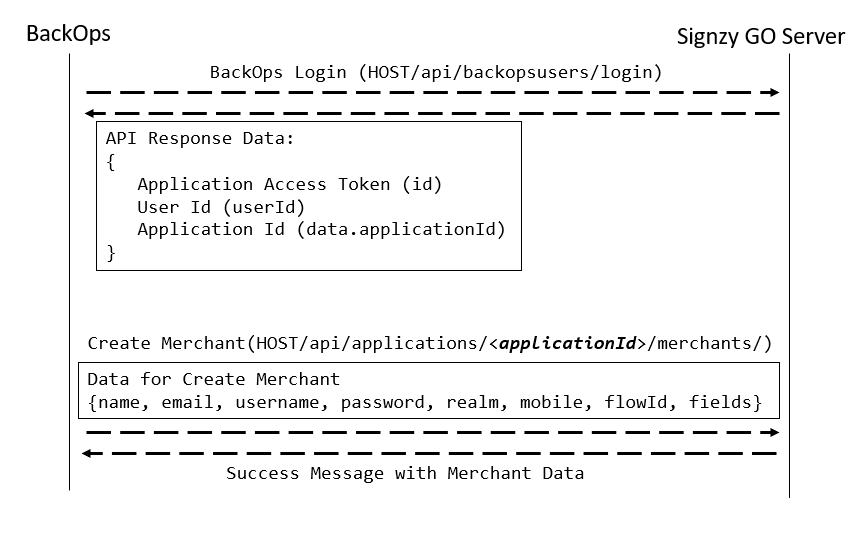 BackOps
Signzy GO Server
BackOps Login (HOST/api/backopsusers/login)
API Response Data:
{
Application Access Token (id)
User Id (userId)
Application Id (data.applicationId)
}
Create Merchant(HOST/api/applications/<applicationId>/merchants/)
Data for Create Merchant
{name, email, username, password, realm, mobile, flowId, fields}
Success Message with Merchant Data